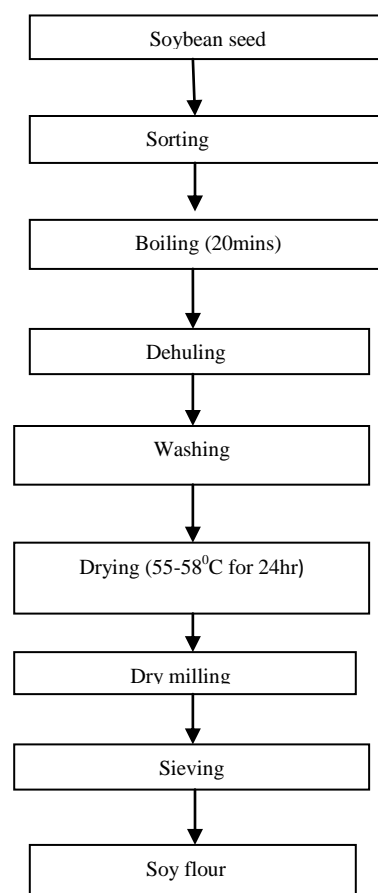 Soybean seed
Sorting
Boiling (20mins)
Dehuling
Washing
Drying (55-58⁰C for 24hr)
Dry milling
Sieving
Soy flour